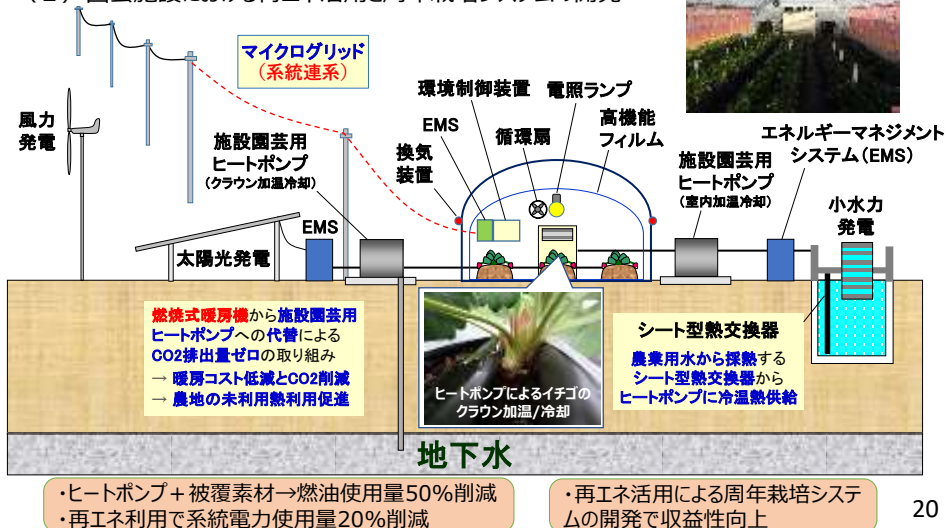 マイクログリッド
（系統連系）
風力
発電
施設園芸用
ヒートポンプ
(クラウン加温冷却)
太陽光発電
EMS
換気
装置
EMS
環境制御装置
循環扇
電照ランプ
高機能
フィルム
施設園芸用
ヒートポンプ
(室内加温冷却)
エネルギーマネジメント
システム（EMS）
小水力
発電
燃焼式暖房機から施設園芸用
ヒートポンプへの代替による
CO2排出量ゼロの取り組み
→ 暖房コスト低減とCO2削減
→ 農地の未利用熱利用促進
ヒートポンプによるイチゴの
クラウン加温/冷却
シート型熱交換器
農業用水から採熱する
シート型熱交換器から
ヒートポンプに冷温熱供給
地下水
・ヒートポンプ＋被覆素材→燃油使用量50%削減
・再エネ利用で系統電力使用量20%削減
・再エネ活用による周年栽培システ
ムの開発で収益性向上
20